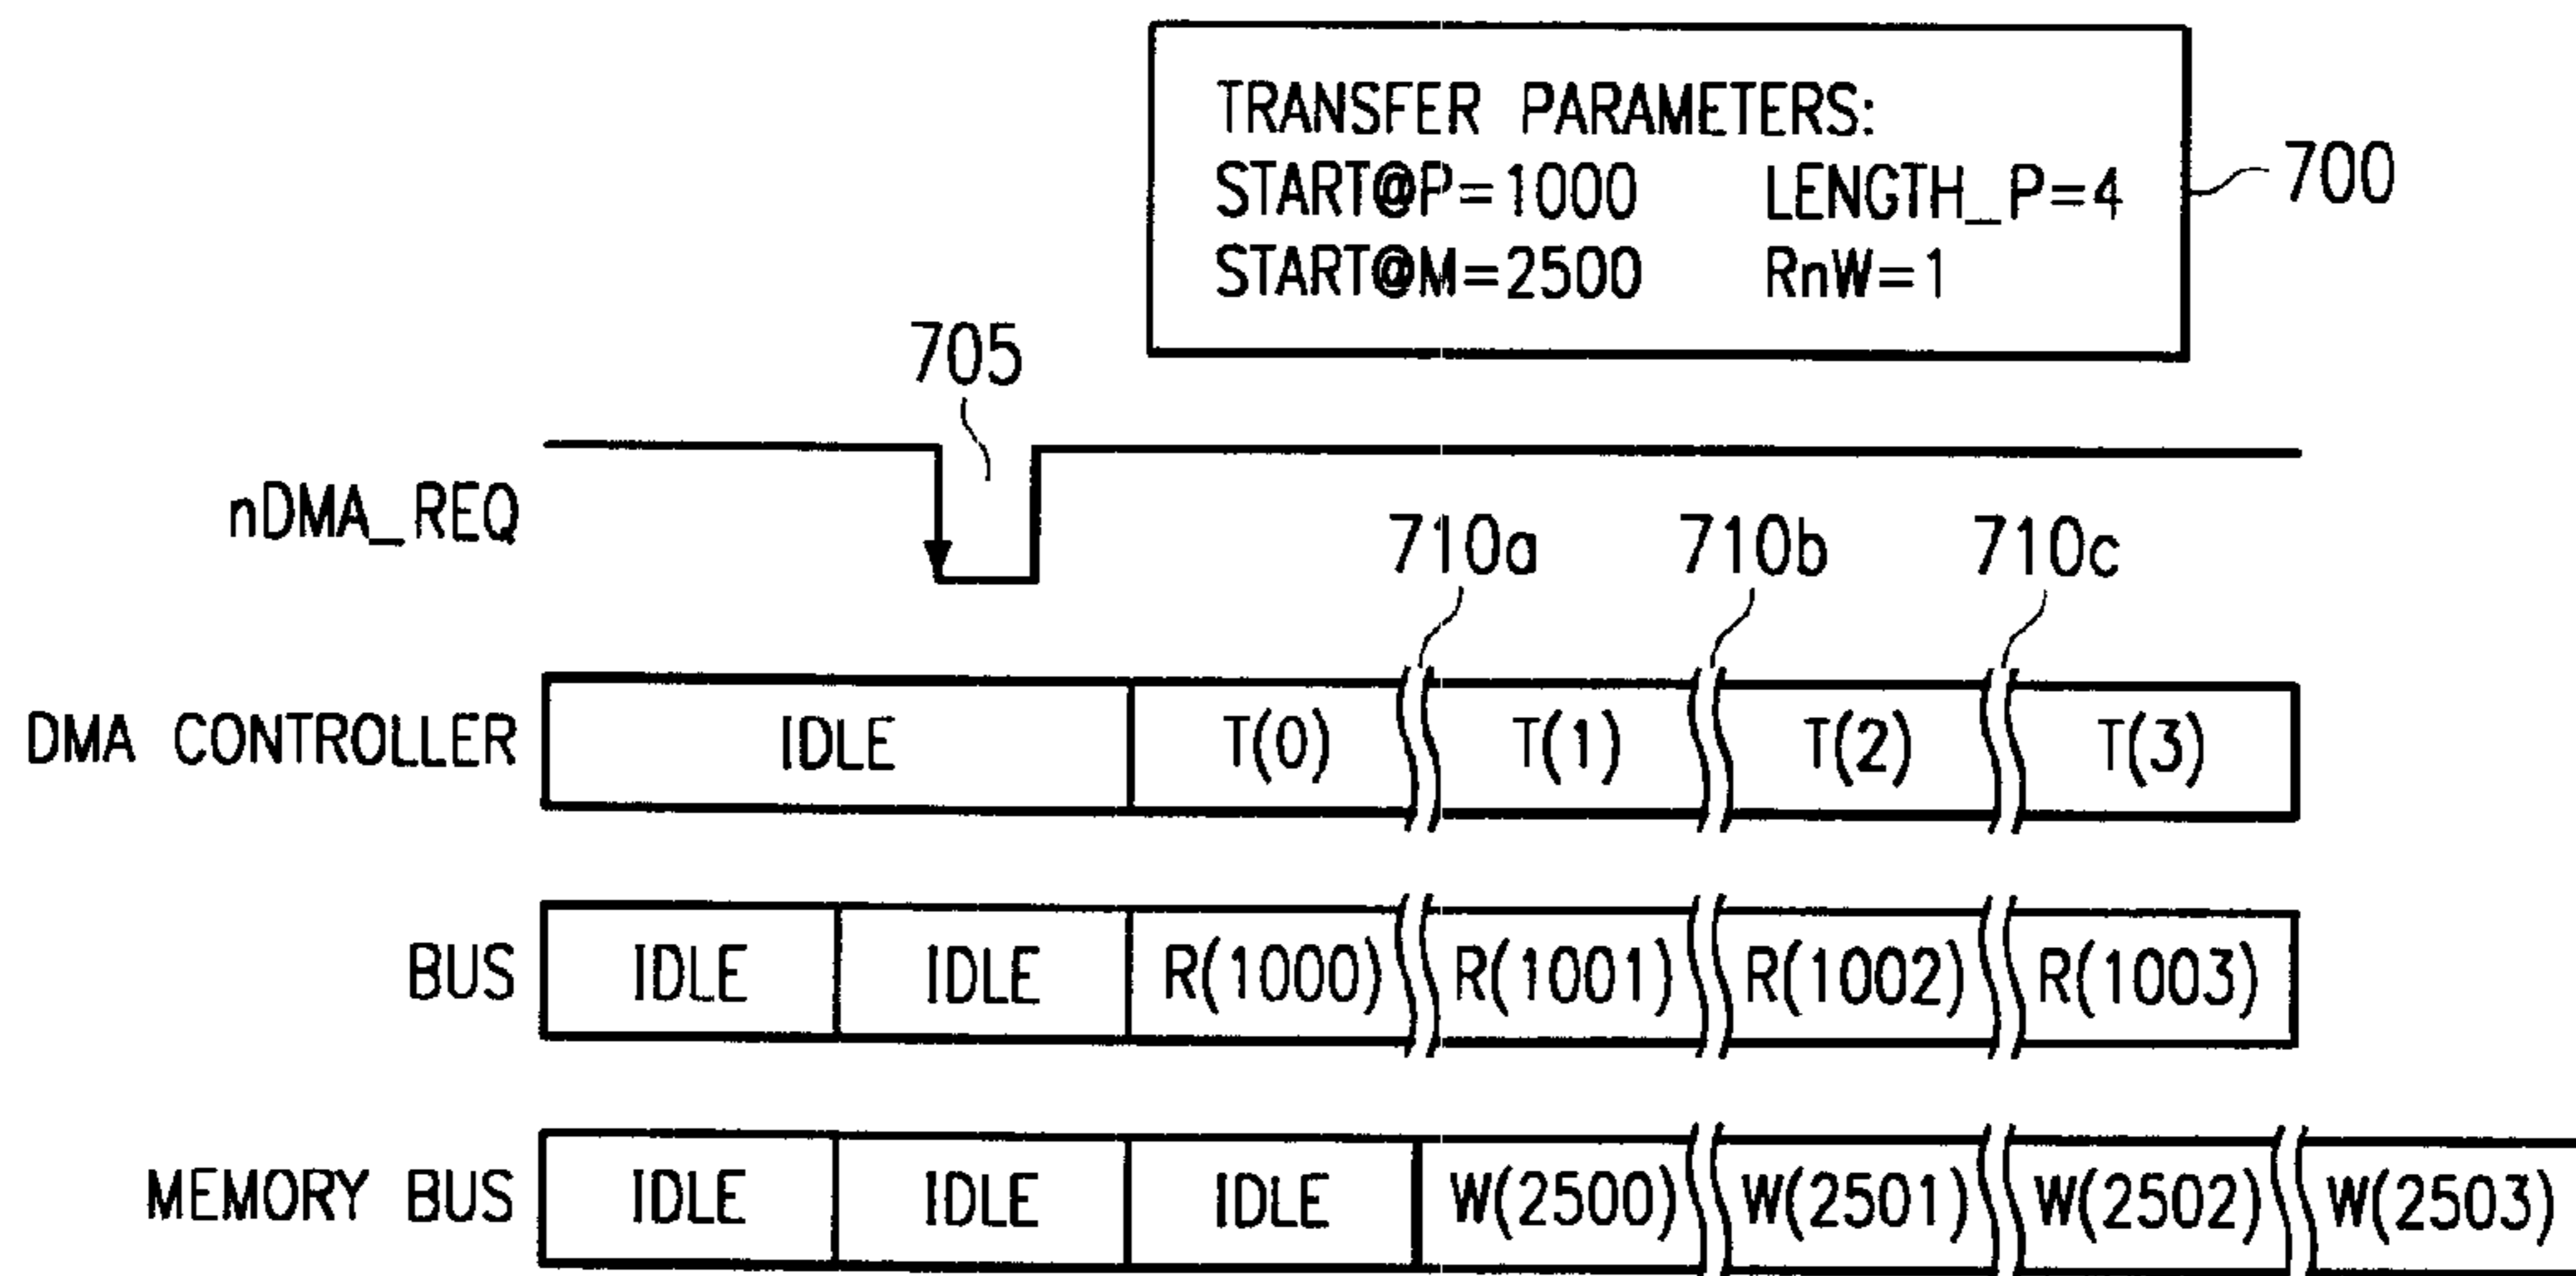 TRANSFER PARAMETERS:
START@P=1000 LENGTH_P=4
START@M=2500 RnW=1
700
705
nDMA_REQ
710a 710b 710c
DMA CONTROLLER IDLE T(0) T(1) T(2) T(3)
BUS IDLE IDLE R(1000) R(1001) R(1002) R(1003)
MEMORY BUS IDLE IDLE IDLE W(2500) W(2501) W(2502) W(2503)